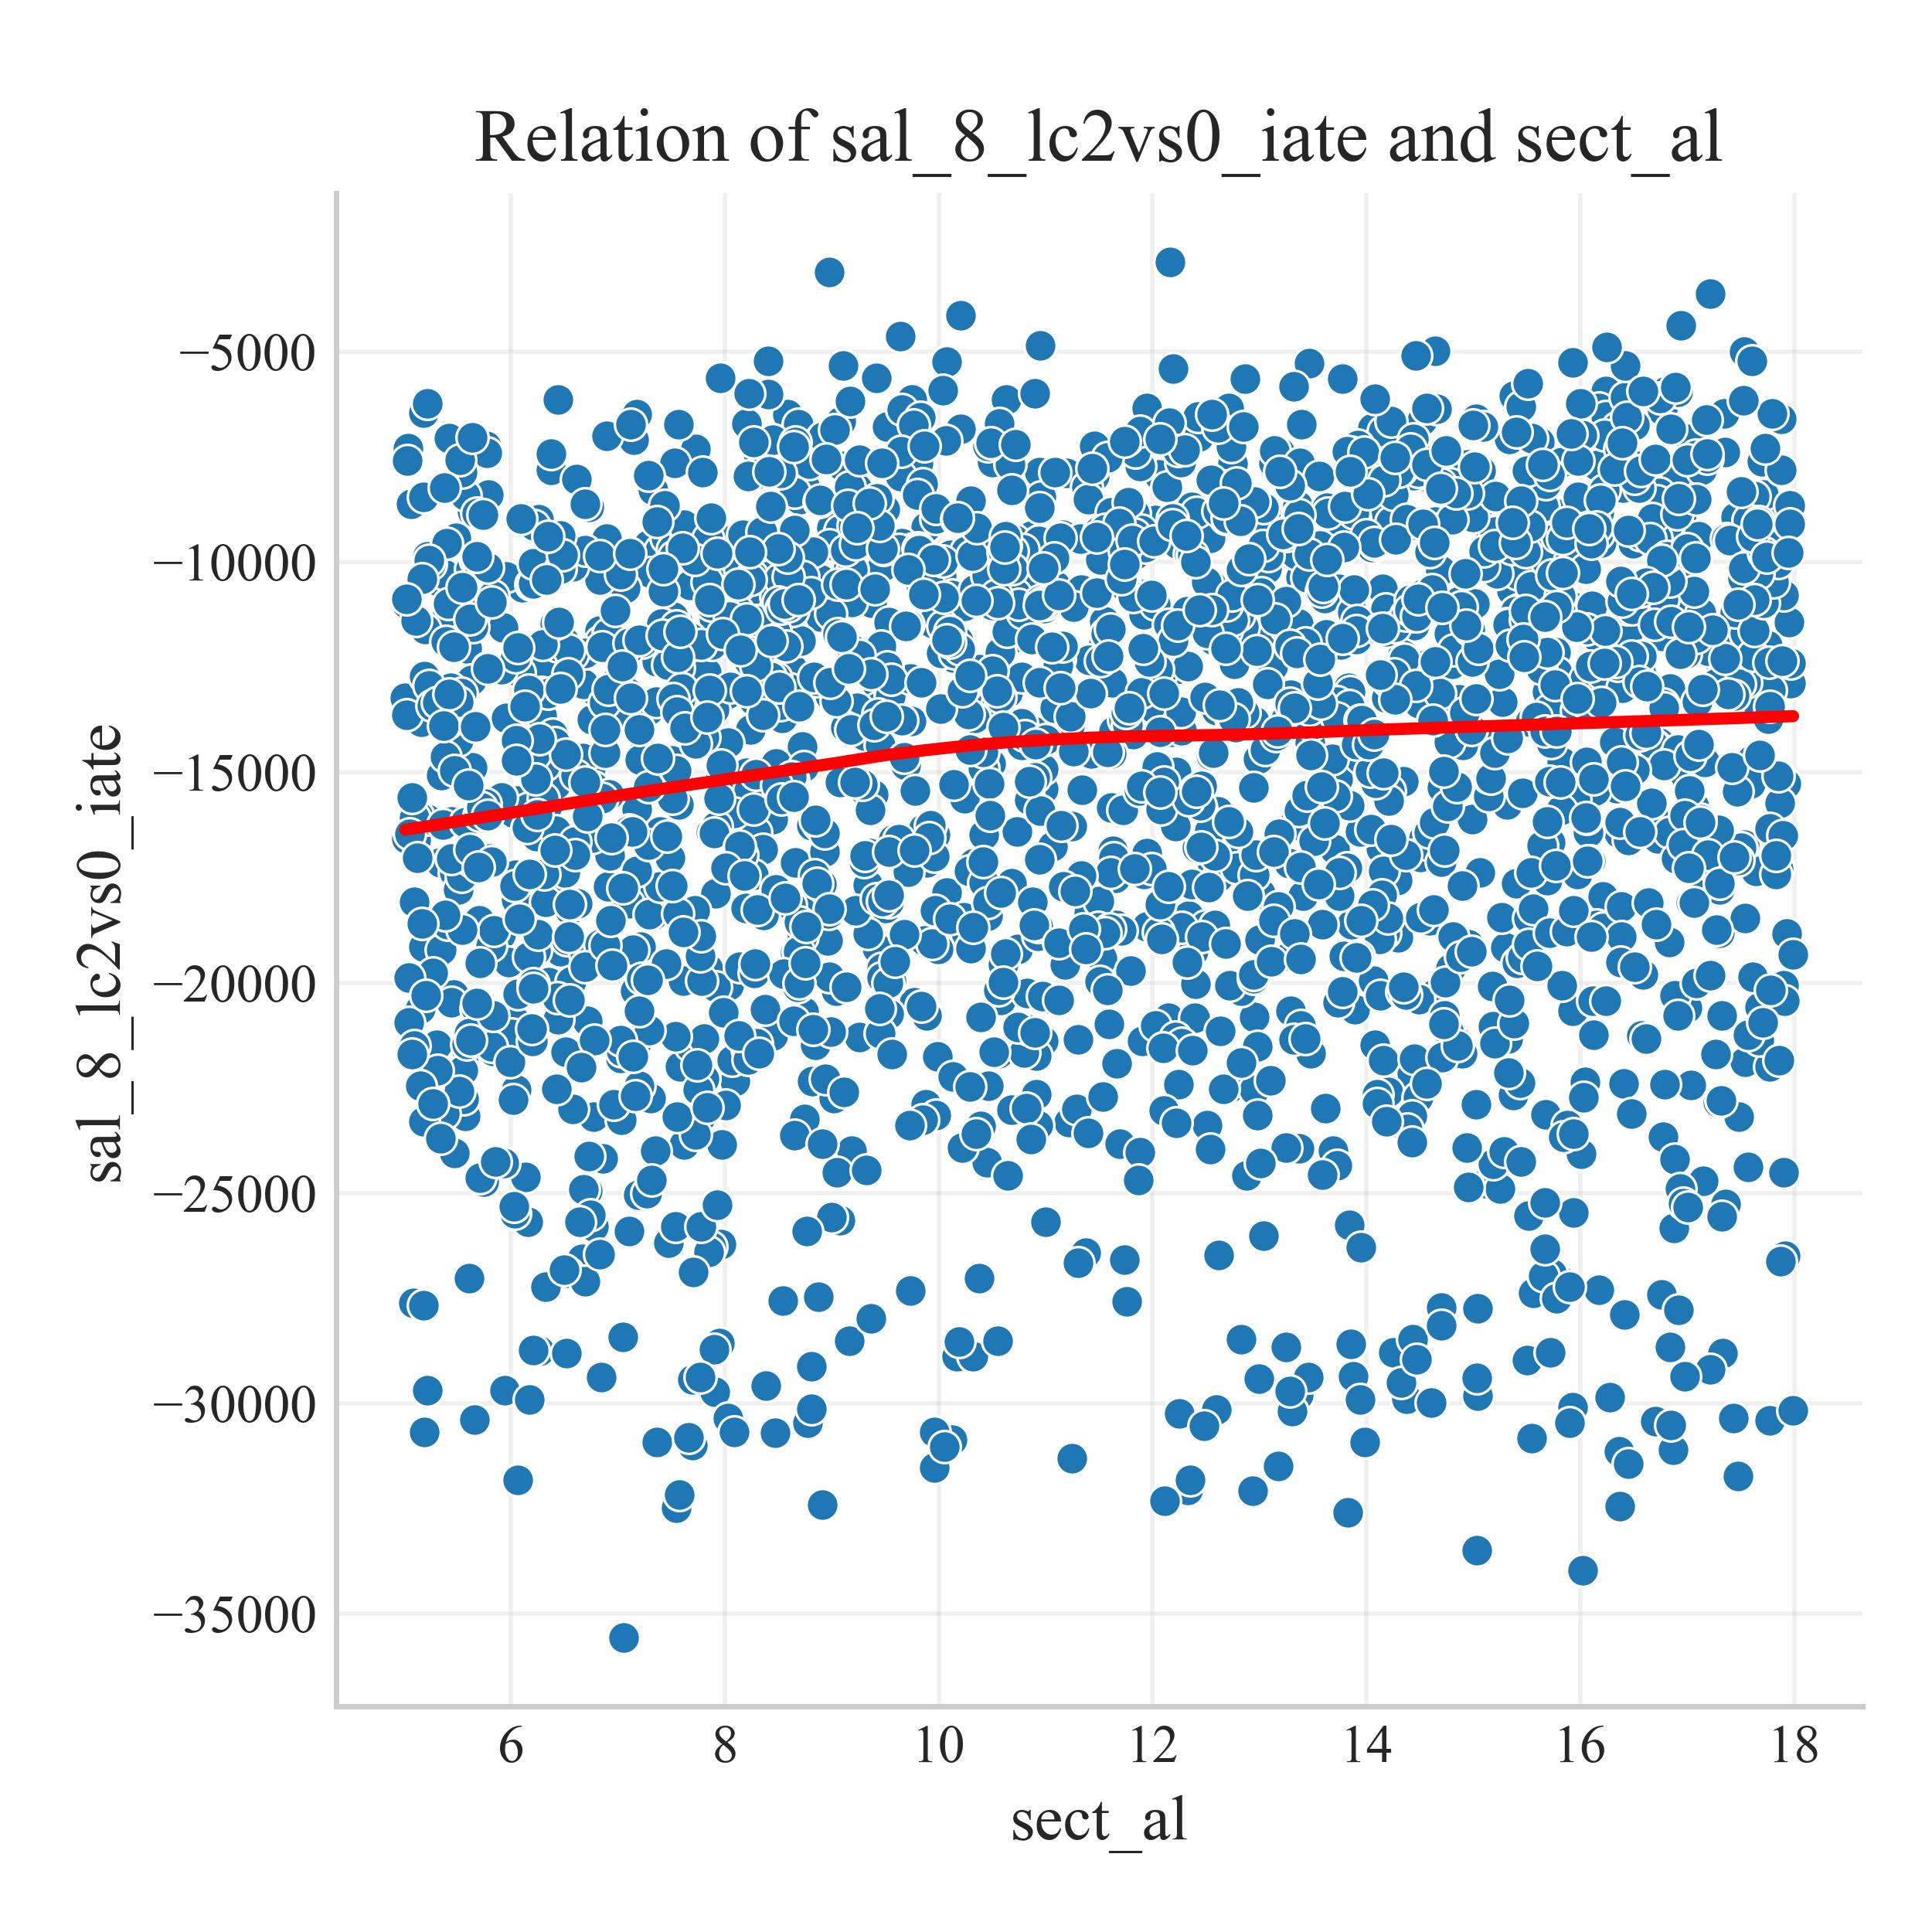 Relation of sal_8_lc2vs0_iate and sect_al
sal_8_lc2vs0_iate
−5000
−10000
−15000
−20000
−25000
−30000
−35000
6 8 10 12 14 16 18
sect_al